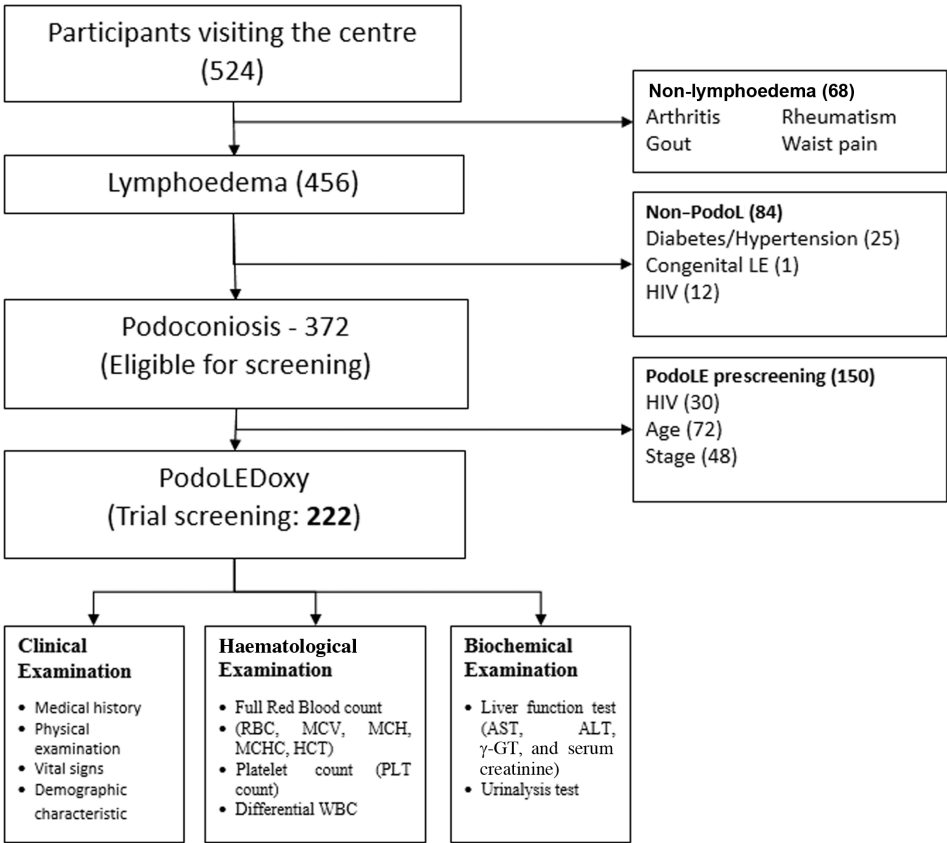 Participants visiting the centre
(524)
Non-lymphoedema (68)
Arthritis Rheumatism
Gout Waist pain
Lymphoedema (456)
Non–PodoL (84)
Diabetes/Hypertension (25)
Congenital LE (1)
HIV (12)
Podoconiosis - 372
(Eligible for screening)
PodoLE prescreening (150)
HIV (30)
Age (72)
Stage (48)
PodoLEDoxy
(Trial screening: 222)
Clinical
Examination
• Medical history
• Physical
examination
• Vital signs
• Demographic
characteristic
Haematological
Examination
• Full Red Blood count
• (RBC, MCV, MCH,
MCHC, HCT)
• Platelet count (PLT
count)
• Differential WBC
Biochemical
Examination
• Liver function test
(AST, ALT,
γ-GT, and serum
creatinine)
• Urinalysis test